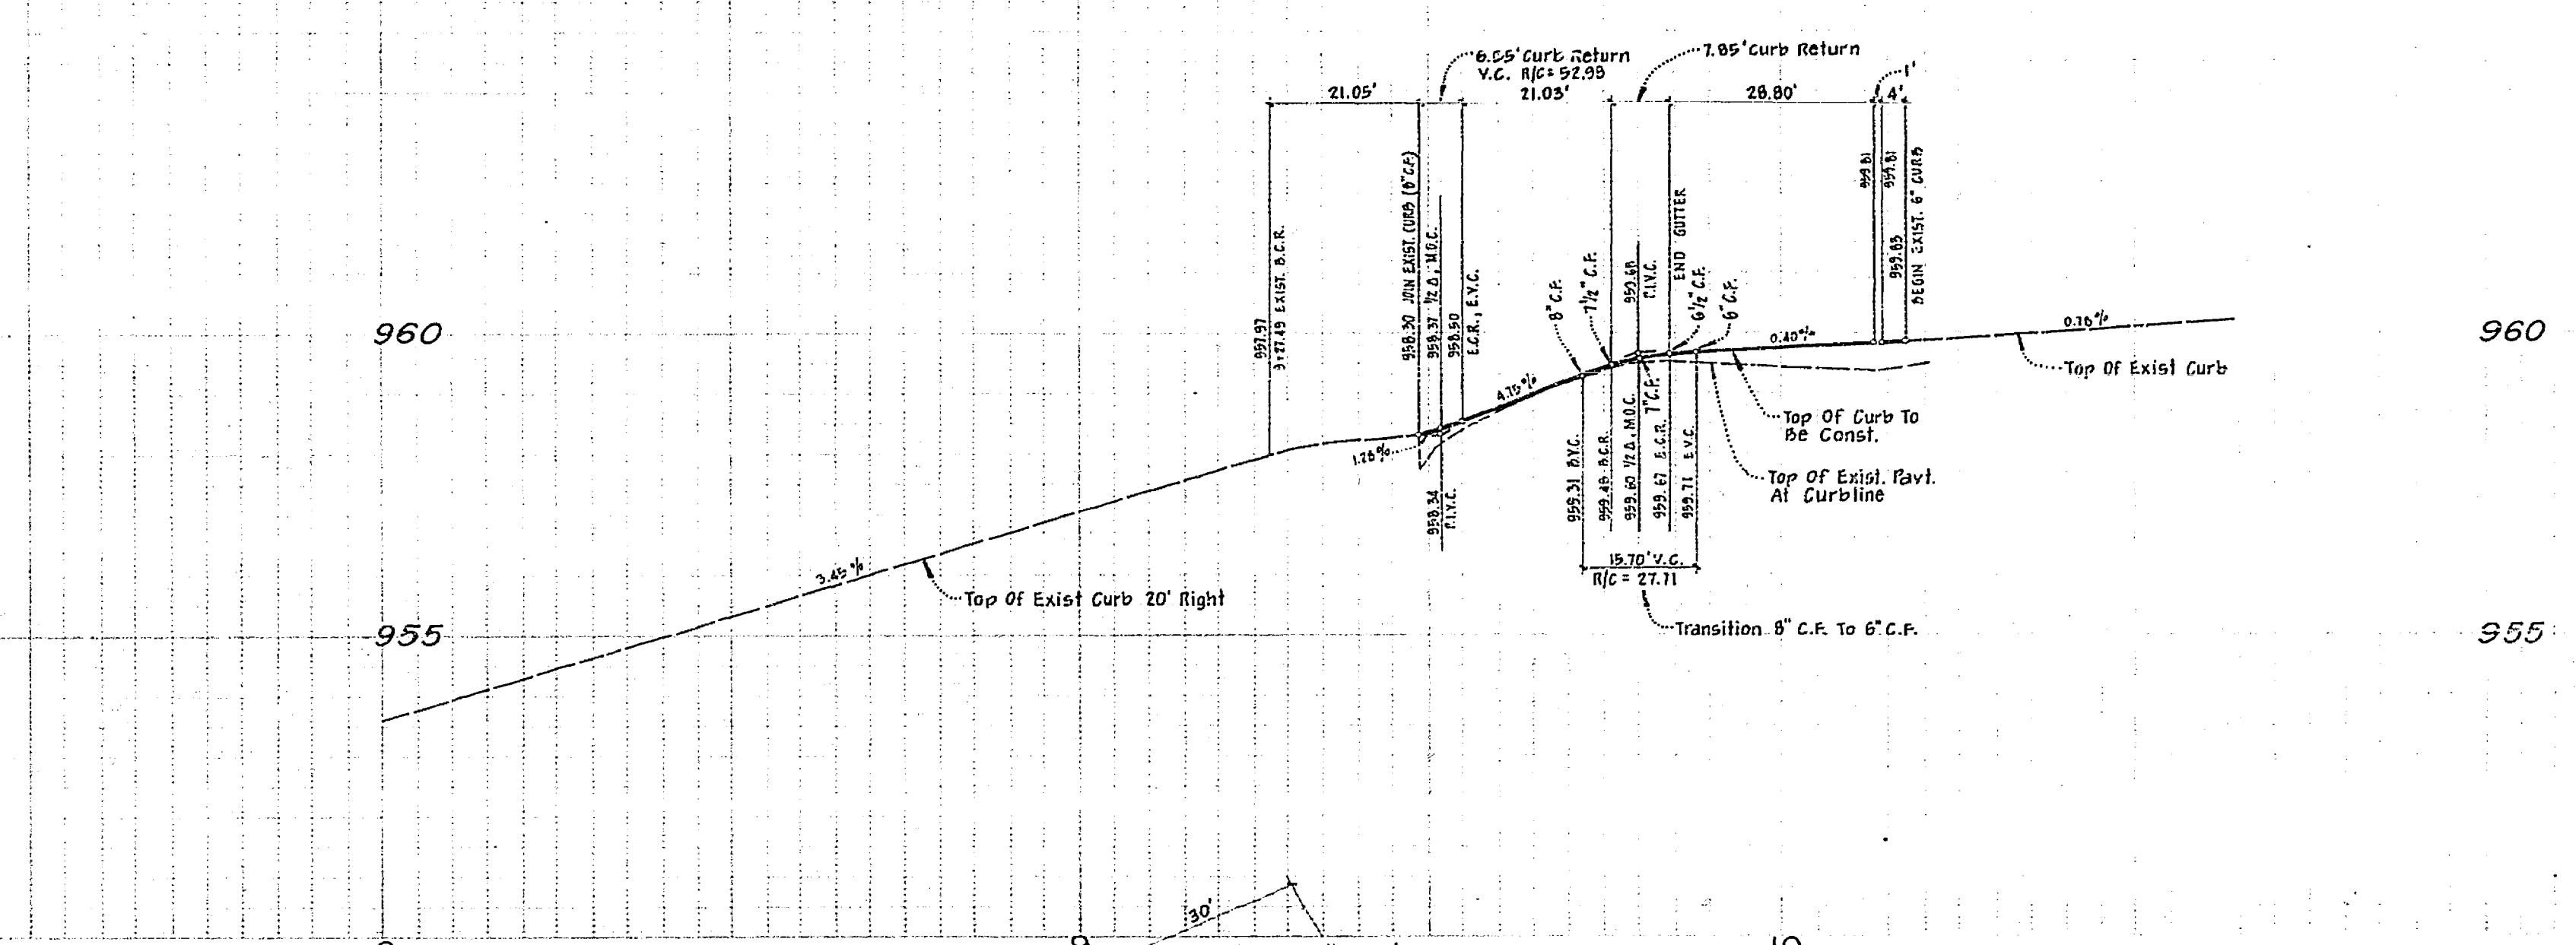 6.55' Curb Return
V.C. R/C= 52.99
7.85' Curb Return
1'
21.05'
21.03'
28.80'
4'
957.97
9+27.49 EXIST. B.C.R.
958.30 JOIN EXIST. CURB (8" C.F.)
958.37 1/2 Δ, M.O.C.
958.50
E.C.R., E.V.C.
8" C.F.
7 1/2" C.F.
959.68
P.I.V.C.
END GUTTER
6 1/2" C.F.
6" C.F.
959.81
959.81
959.83
BEGIN EXIST. 6" CURB
960
960
0.40%
0.76%
Top Of Exist Curb
4.75%
7" C.F.
1.26%
Top Of Curb To
Be Const.
958.34
P.I.V.C.
959.31 B.V.C.
959.48 B.C.R.
959.60 1/2 Δ, M.O.C.
959.67 E.C.R.
959.71 E.V.C.
Top Of Exist. Pavt.
At Curbline
15.70' V.C.
R/C = 27.71
3.45%
Top Of Exist Curb 20' Right
Transition 8" C.F. To 6" C.F.
955
955
30'
9
10